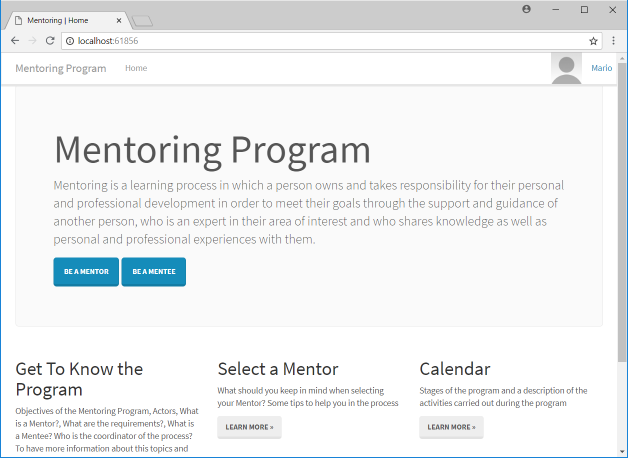 Mentoring | Home
localhost:61856
Mentoring Program Home Mario
Mentoring Program
Mentoring is a learning process in which a person owns and takes responsibility for their personal
and professional development in order to meet their goals through the support and guidance of
another person, who is an expert in their area of interest and who shares knowledge as well as
personal and professional experiences with them.
BE A MENTOR BE A MENTEE
Get To Know the
Program
Objectives of the Mentoring Program, Actors, What
is a Mentor?, What are the requirements?, What is
a Mentee? Who is the coordinator of the process?
To have more information about this topics and
Select a Mentor
What should you keep in mind when selecting
your Mentor? Some tips to help you in the process
LEARN MORE »
Calendar
Stages of the program and a description of the
activities carried out during the program
LEARN MORE »